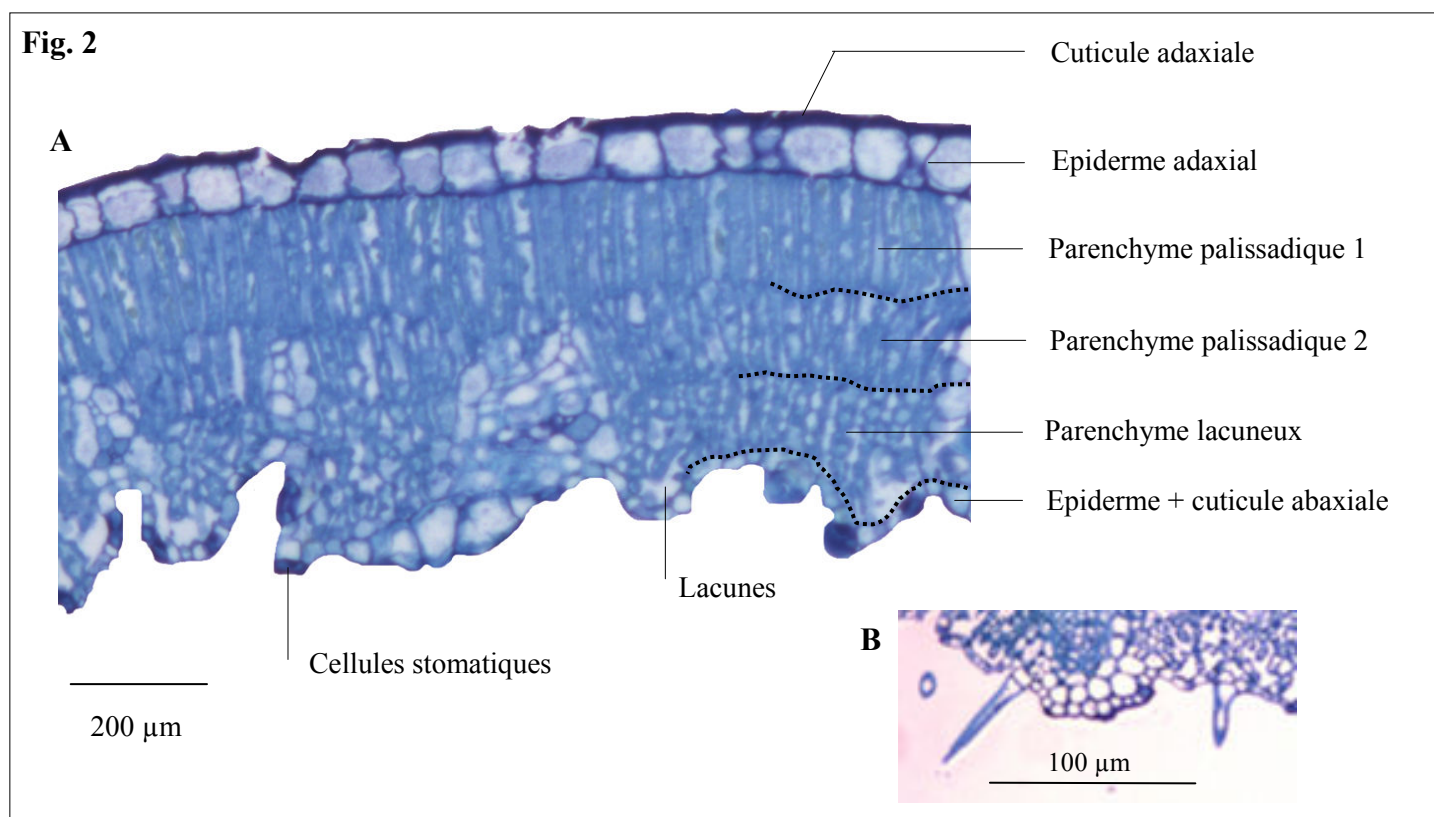 Fig. 2
Cuticule adaxiale
A
Epiderme adaxial
Parenchyme palissadique 1
Parenchyme palissadique 2
Parenchyme lacuneux
Epiderme + cuticule abaxiale
Lacunes
Cellules stomatiques
200 µm
B
100 µm